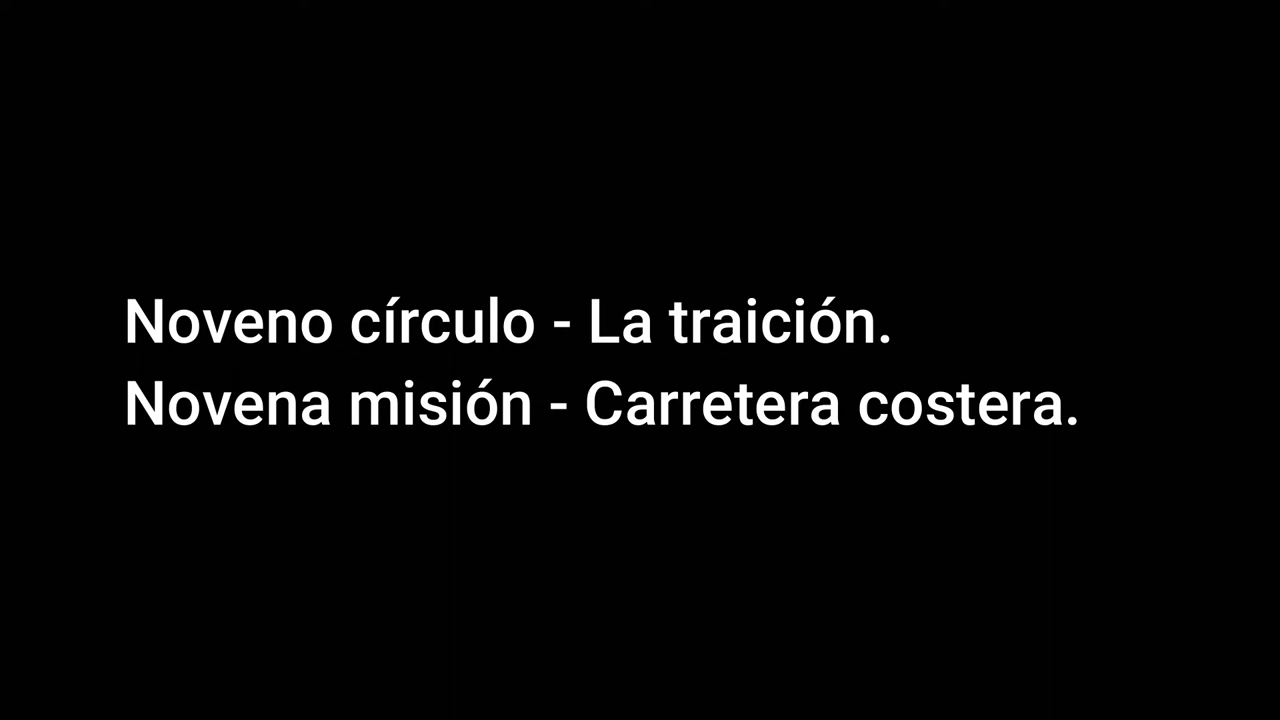 Noveno círculo - La traición.
Novena misión - Carretera costera.